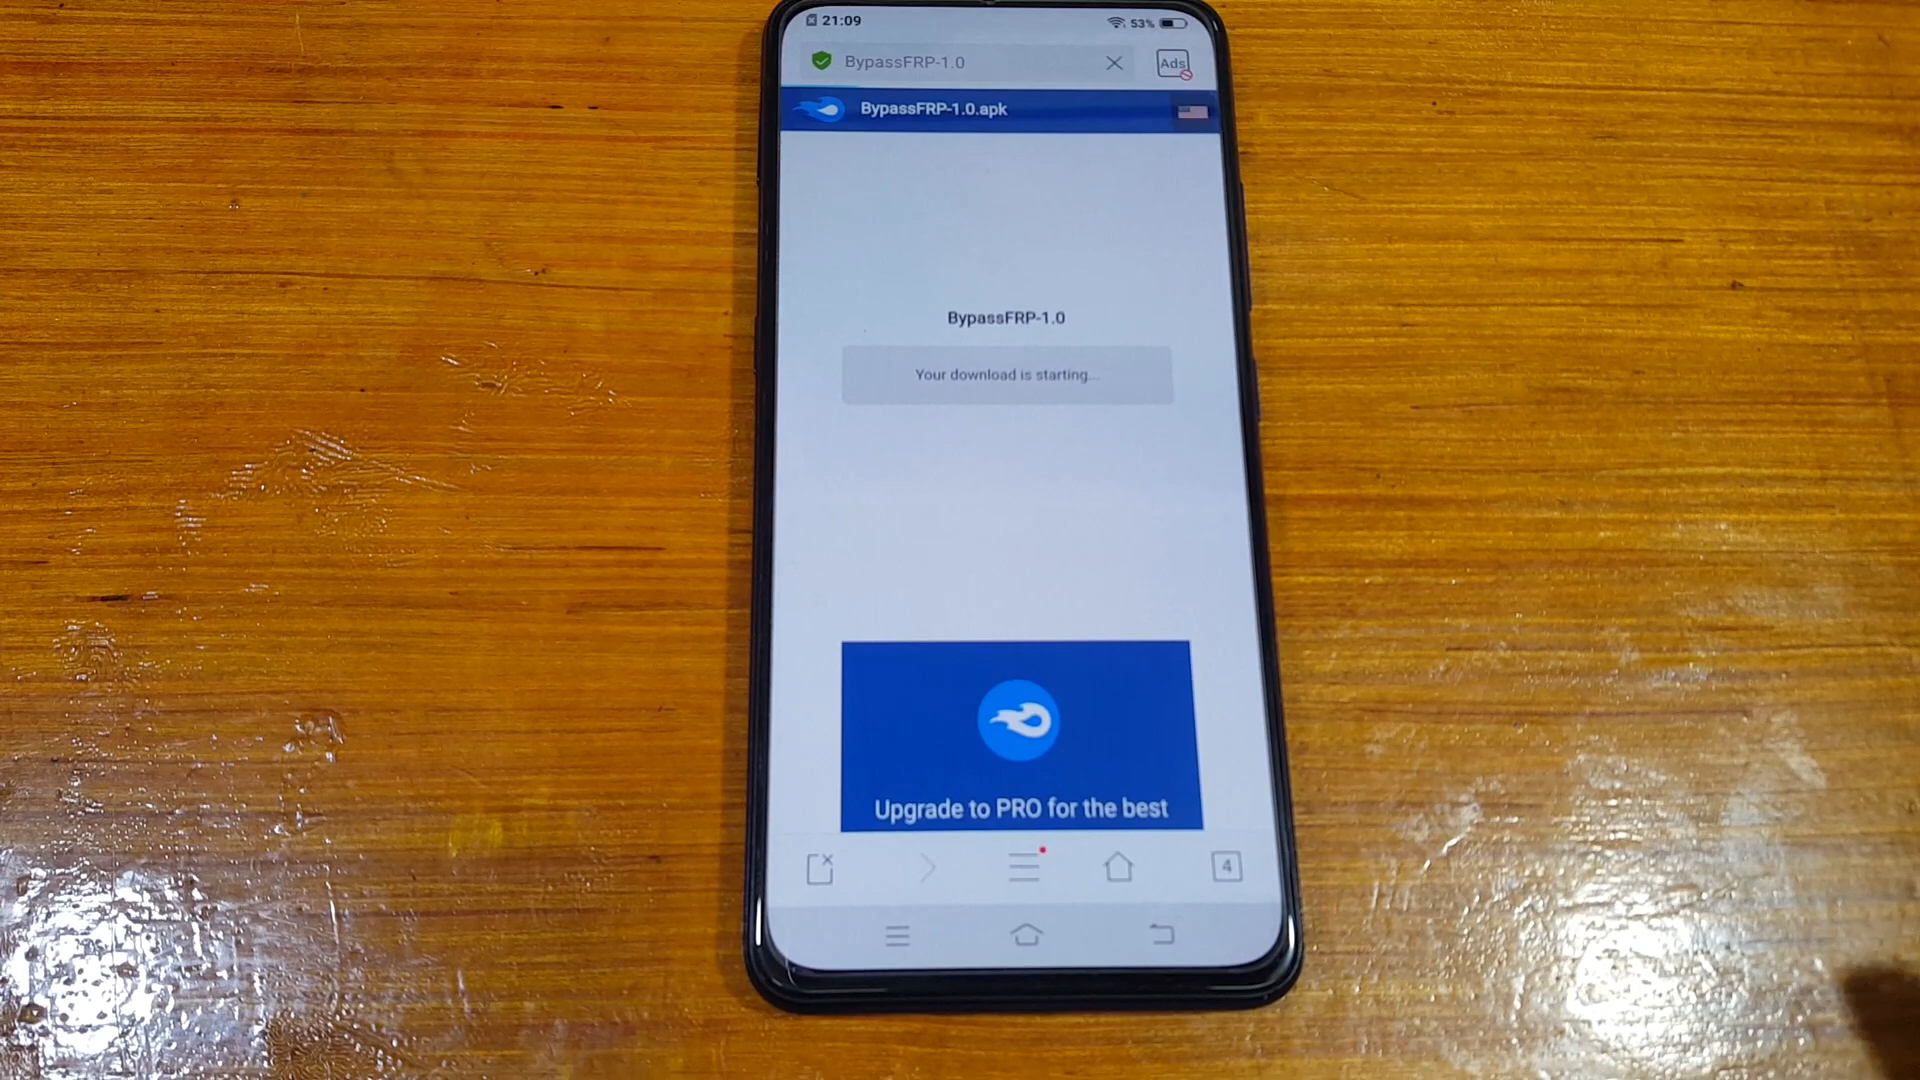 21:09
53%
BypassFRP-1.0
Ads
BypassFRP-1.0.apk
BypassFRP-1.0
Your download is starting...
Upgrade to PRO for the best
4